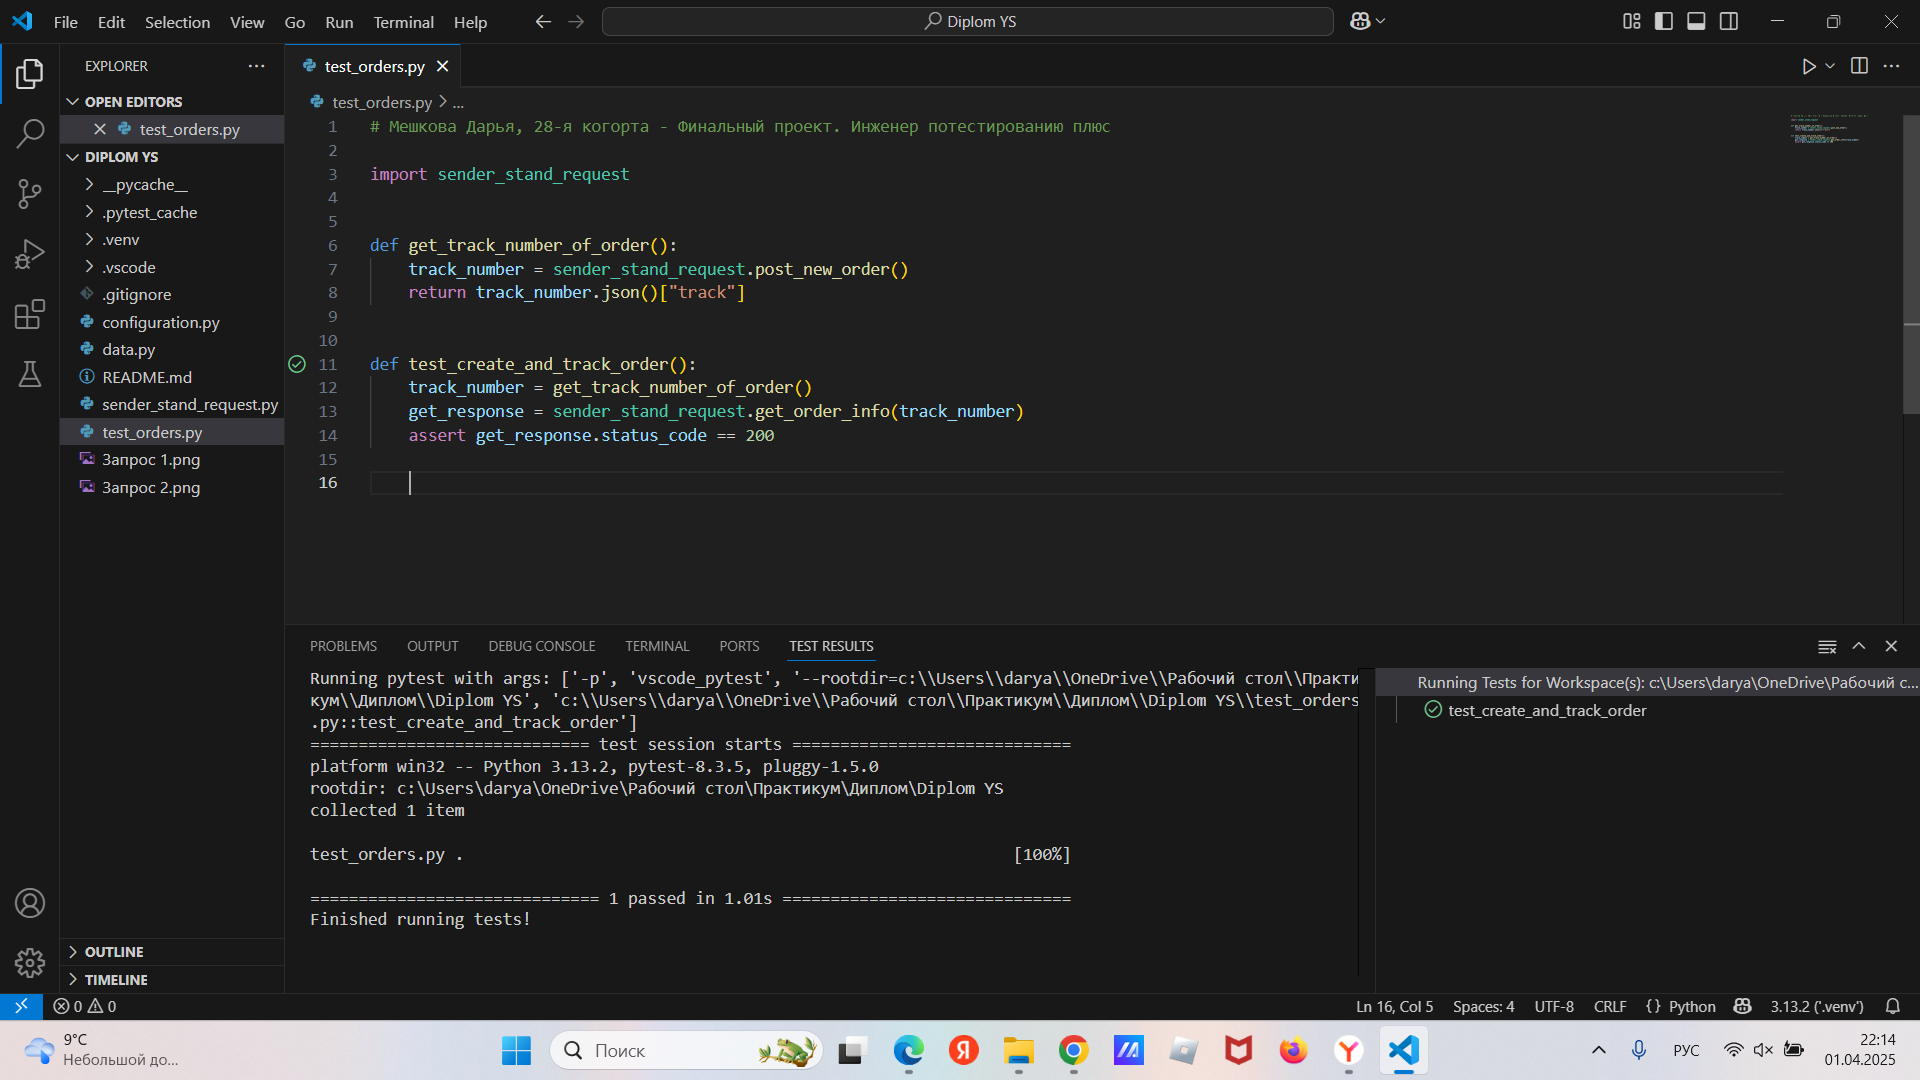 File Edit Selection View Go Run Terminal Help
Diplom YS
EXPLORER
test_orders.py
OPEN EDITORS
test_orders.py
DIPLOM YS
__pycache__
.pytest_cache
.venv
.vscode
.gitignore
configuration.py
data.py
README.md
sender_stand_request.py
test_orders.py
Запрос 1.png
Запрос 2.png
OUTLINE
TIMELINE
test_orders.py > ...
1 # Мешкова Дарья, 28-я когорта - Финальный проект. Инженер потестированию плюс
2
3 import sender_stand_request
4
5
6 def get_track_number_of_order():
7 track_number = sender_stand_request.post_new_order()
8 return track_number.json()["track"]
9
10
11 def test_create_and_track_order():
12 track_number = get_track_number_of_order()
13 get_response = sender_stand_request.get_order_info(track_number)
14 assert get_response.status_code == 200
15
16
PROBLEMS OUTPUT DEBUG CONSOLE TERMINAL PORTS TEST RESULTS
Running pytest with args: ['-p', 'vscode_pytest', '--rootdir=c:\\Users\\darya\\OneDrive\\Рабочий стол\\Практи
кум\\Диплом\\Diplom YS', 'c:\\Users\\darya\\OneDrive\\Рабочий стол\\Практикум\\Диплом\\Diplom YS\\test_orders
.py::test_create_and_track_order']
============================= test session starts =============================
platform win32 -- Python 3.13.2, pytest-8.3.5, pluggy-1.5.0
rootdir: c:\Users\darya\OneDrive\Рабочий стол\Практикум\Диплом\Diplom YS
collected 1 item
test_orders.py . [100%]
============================== 1 passed in 1.01s ==============================
Finished running tests!
Running Tests for Workspace(s): c:\Users\darya\OneDrive\Рабочий с...
test_create_and_track_order
0 0
Ln 16, Col 5 Spaces: 4 UTF-8 CRLF {} Python 3.13.2 ('.venv')
9°C
Небольшой до...
Поиск
РУС
22:14
01.04.2025